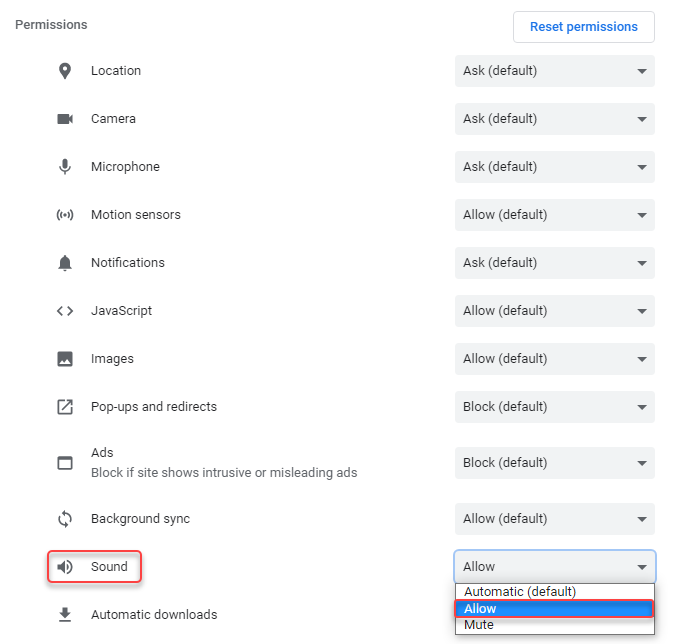 Permissions
Reset permissions
Location
Ask (default)
Camera
Ask (default)
Microphone
Ask (default)
Motion sensors
Allow (default)
Notifications
Ask (default)
JavaScript
Allow (default)
Images
Allow (default)
Pop-ups and redirects
Block (default)
Ads
Block if site shows intrusive or misleading ads
Block (default)
Background sync
Allow (default)
Sound
Allow
Automatic (default)
Allow
Mute
Automatic downloads